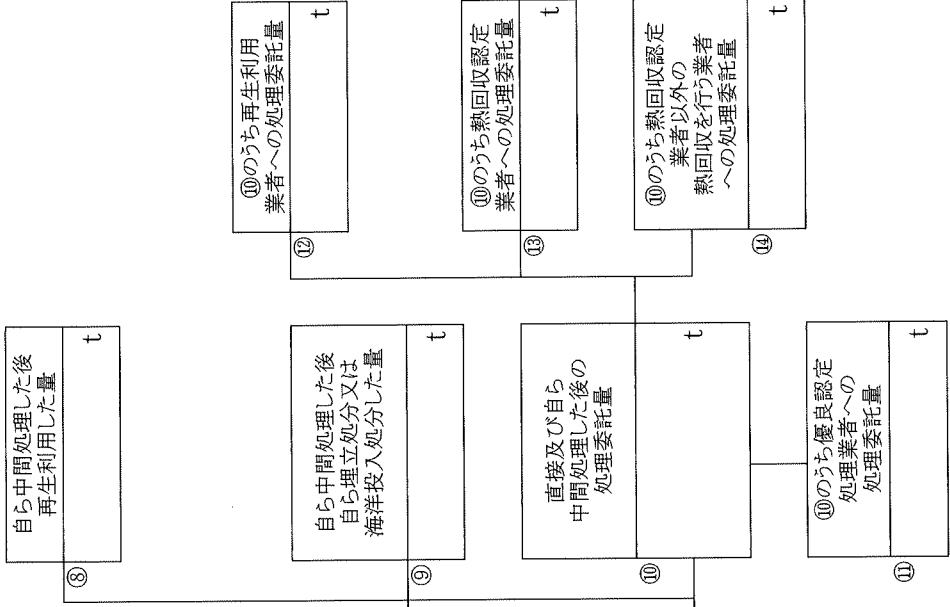 ⑧
自ら中間処理した後
再生利用した量
t
⑨
自ら中間処理した後
自ら埋立処分又は
海洋投入処分した量
t
⑩
直接及び自ら
中間処理した後の
処理委託量
t
⑪
⑩のうち優良認定
処理業者への
処理委託量
t
⑫
⑩のうち再生利用
業者への処理委託量
t
⑬
⑩のうち熱回収認定
業者への処理委託量
t
⑭
⑩のうち熱回収認定
業者以外の
熱回収を行う業者
への処理委託量
t